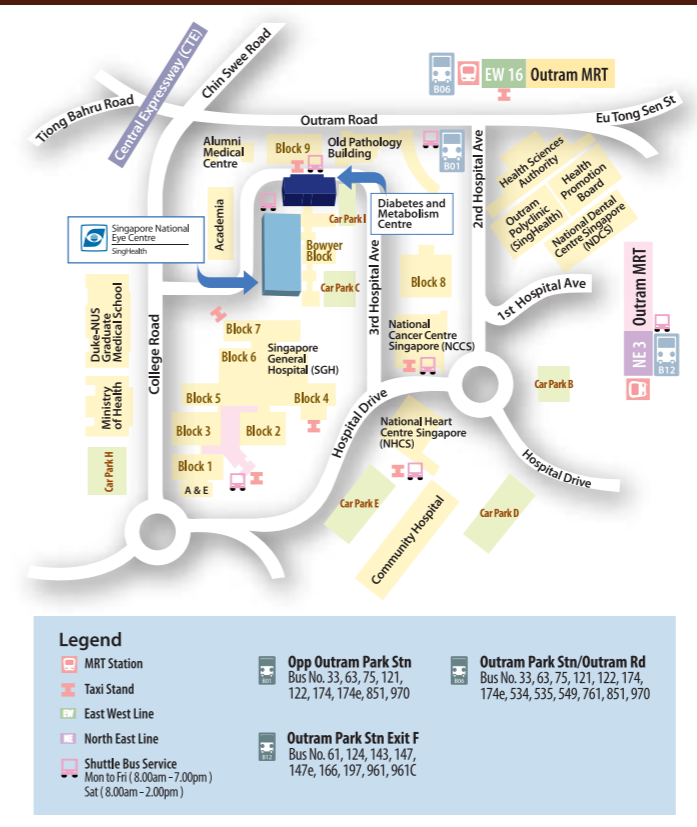 Central Expressway (CTE)
Chin Swee Road
Tiong Bahru Road
B06
EW 16
Outram MRT
Outram Road
Eu Tong Sen St
Alumni
Medical
Centre
Block 9
Old Pathology
Building
B01
2nd Hospital Ave
Health Sciences
Authority
Health
Promotion
Board
Outram
Polyclinic
(SingHealth)
National Dental
Centre Singapore
(NDCS)
Diabetes and
Metabolism
Centre
Singapore National
Eye Centre
SingHealth
Academia
Bowyer
Block
Car Park C
3rd Hospital Ave
Block 8
1st Hospital Ave
Outram MRT
NE 3
B12
Duke-NUS
Graduate
Medical School
College Road
Block 7
Block 6
Singapore
General
Hospital (SGH)
National
Cancer Centre
Singapore (NCCS)
Car Park B
Ministry
of Health
Block 5
Block 4
Block 3
Block 2
Hospital Drive
National Heart
Centre Singapore
(NHCS)
Car Park H
Block 1
A & E
Hospital Drive
Car Park E
Community Hospital
Car Park D
Legend
MRT Station
Taxi Stand
East West Line
North East Line
Shuttle Bus Service
Mon to Fri ( 8.00am – 7.00pm )
Sat ( 8.00am – 2.00pm )
B01
Opp Outram Park Stn
Bus No. 33, 63, 75, 121,
122, 174, 174e, 851, 970
B12
Outram Park Stn Exit F
Bus No. 61, 124, 143, 147,
147e, 166, 197, 961, 961C
B06
Outram Park Stn/Outram Rd
Bus No. 33, 63, 75, 121, 122, 174,
174e, 534, 535, 549, 761, 851, 970